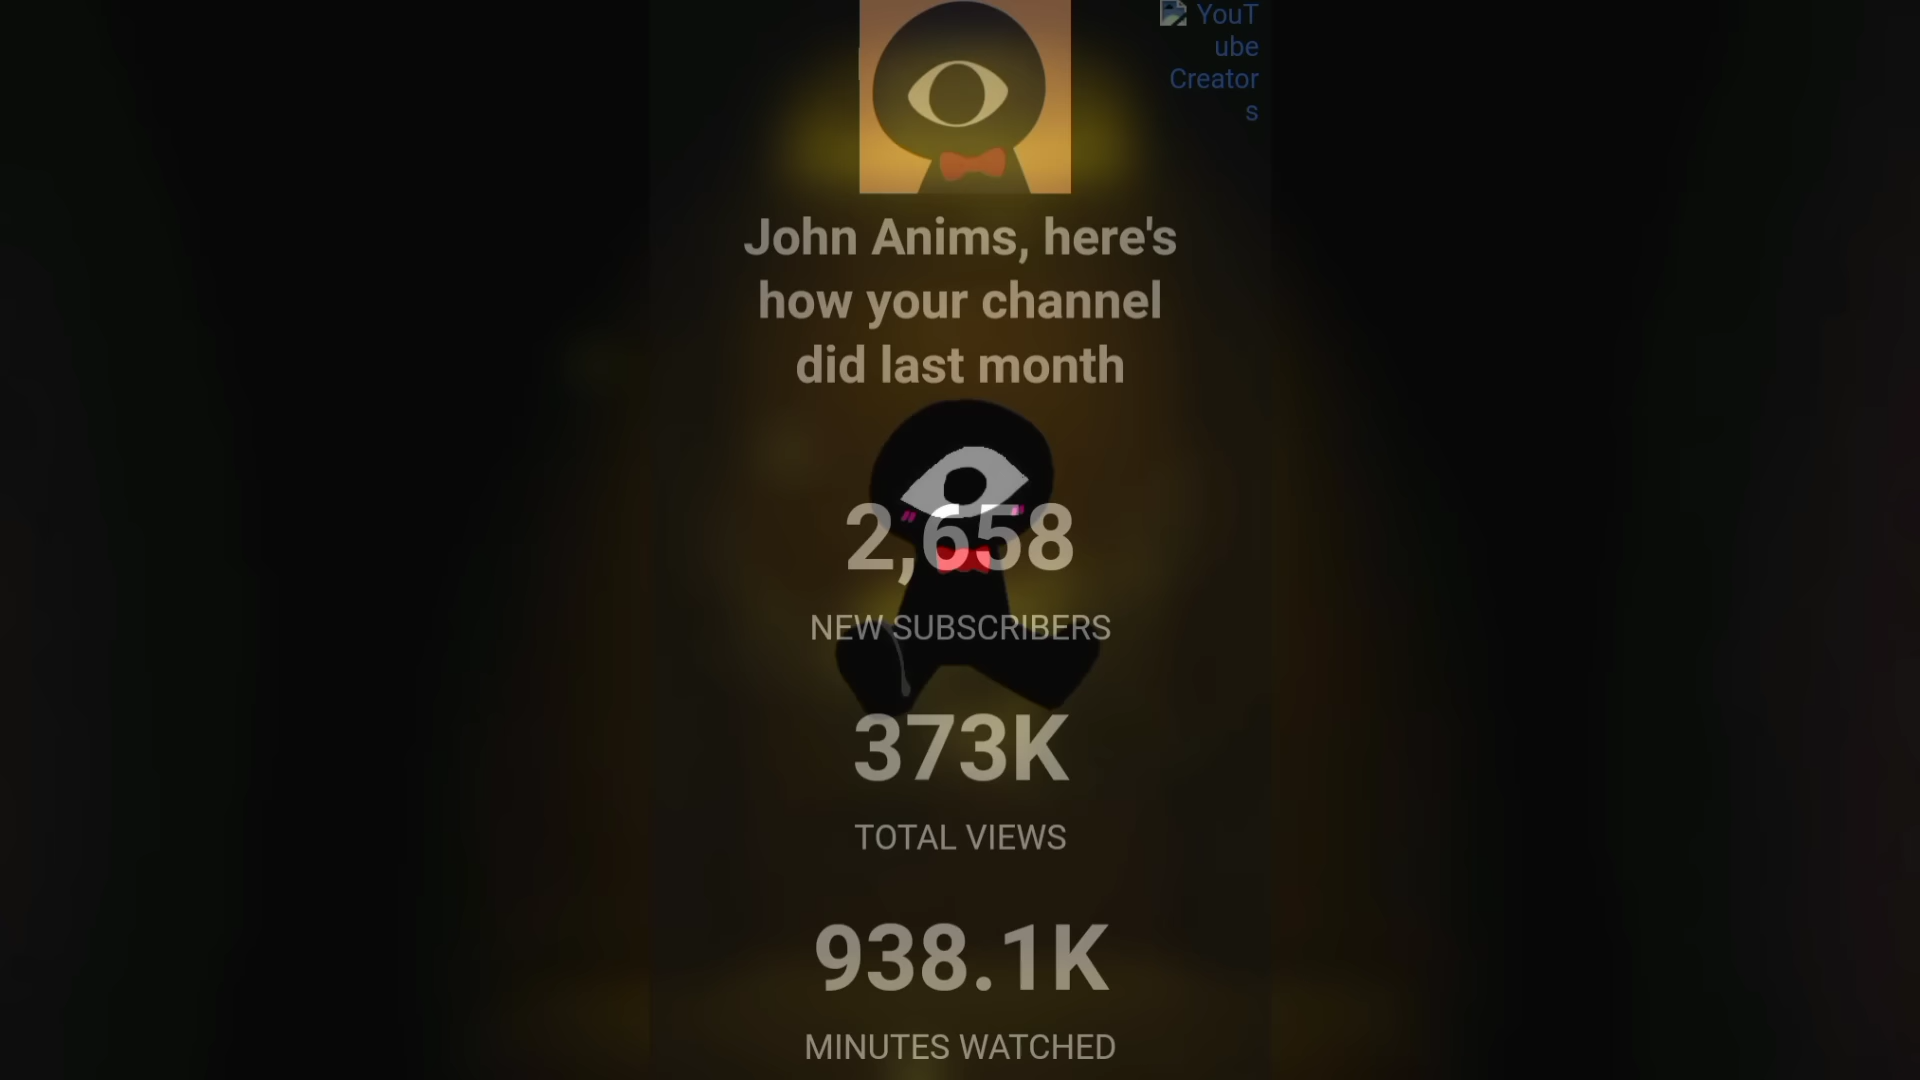 YouT
ube
Creator
s
John Anims, here's
how your channel
did last month
2,658
NEW SUBSCRIBERS
373K
TOTAL VIEWS
938.1K
MINUTES WATCHED